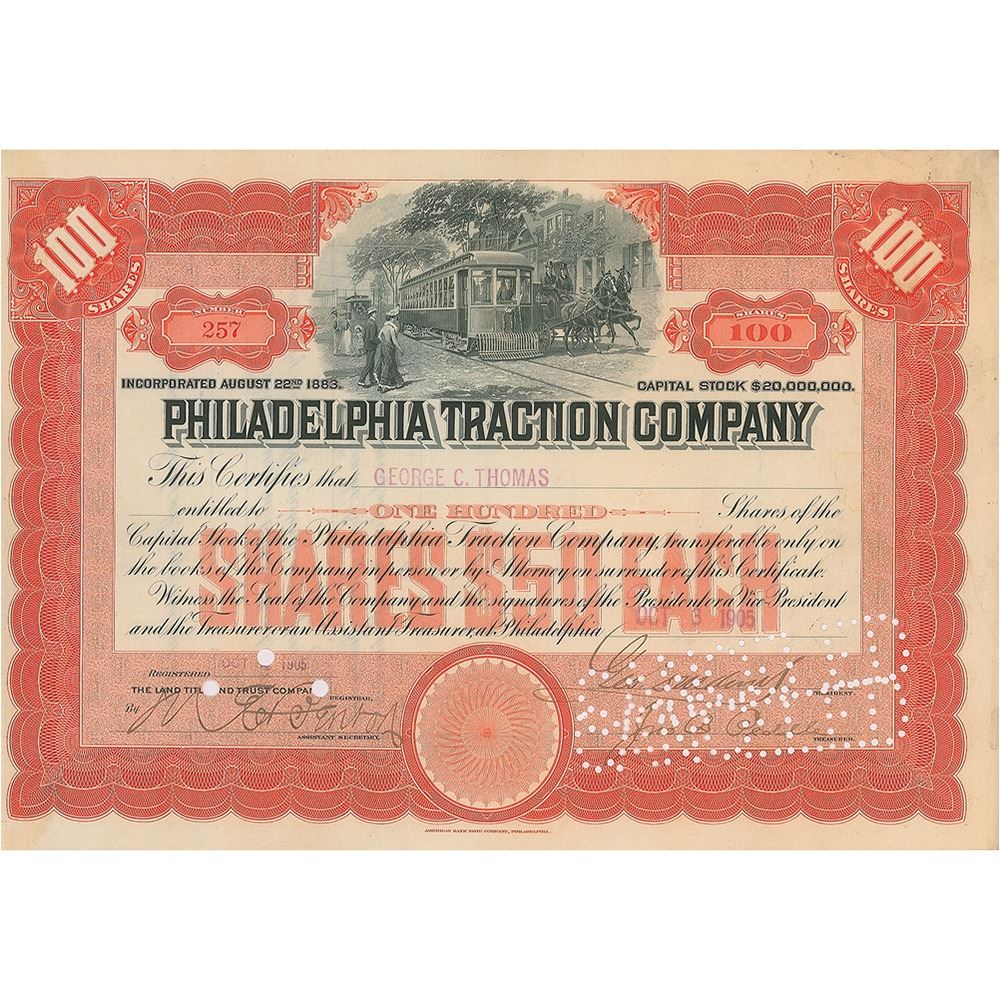 100
SHARES
100
SHARES
NUMBER
257
SHARES
100
INCORPORATED AUGUST 22ND 1883.
CAPITAL STOCK $20,000,000.
PHILADELPHIA TRACTION COMPANY
This Certifies that GEORGE C. THOMAS
entitled to ONE HUNDRED Shares of the
Capital Stock of the Philadelphia Traction Company, transferable only on
the books of the Company in person or by Attorney on surrender of this Certificate.
SHARES $50 EACH
Witness the Seal of the Company and the signatures of the President or a Vice-President
and the Treasurer or an Assistant Treasurer, at Philadelphia OCT 3 1905
OCT 1905
REGISTERED
THE LAND TITLE AND TRUST COMPANY
REGISTRAR,
By
ASSISTANT SECRETARY.
PRESIDENT.
TREASURER.
AMERICAN BANK NOTE COMPANY, PHILADELPHIA.